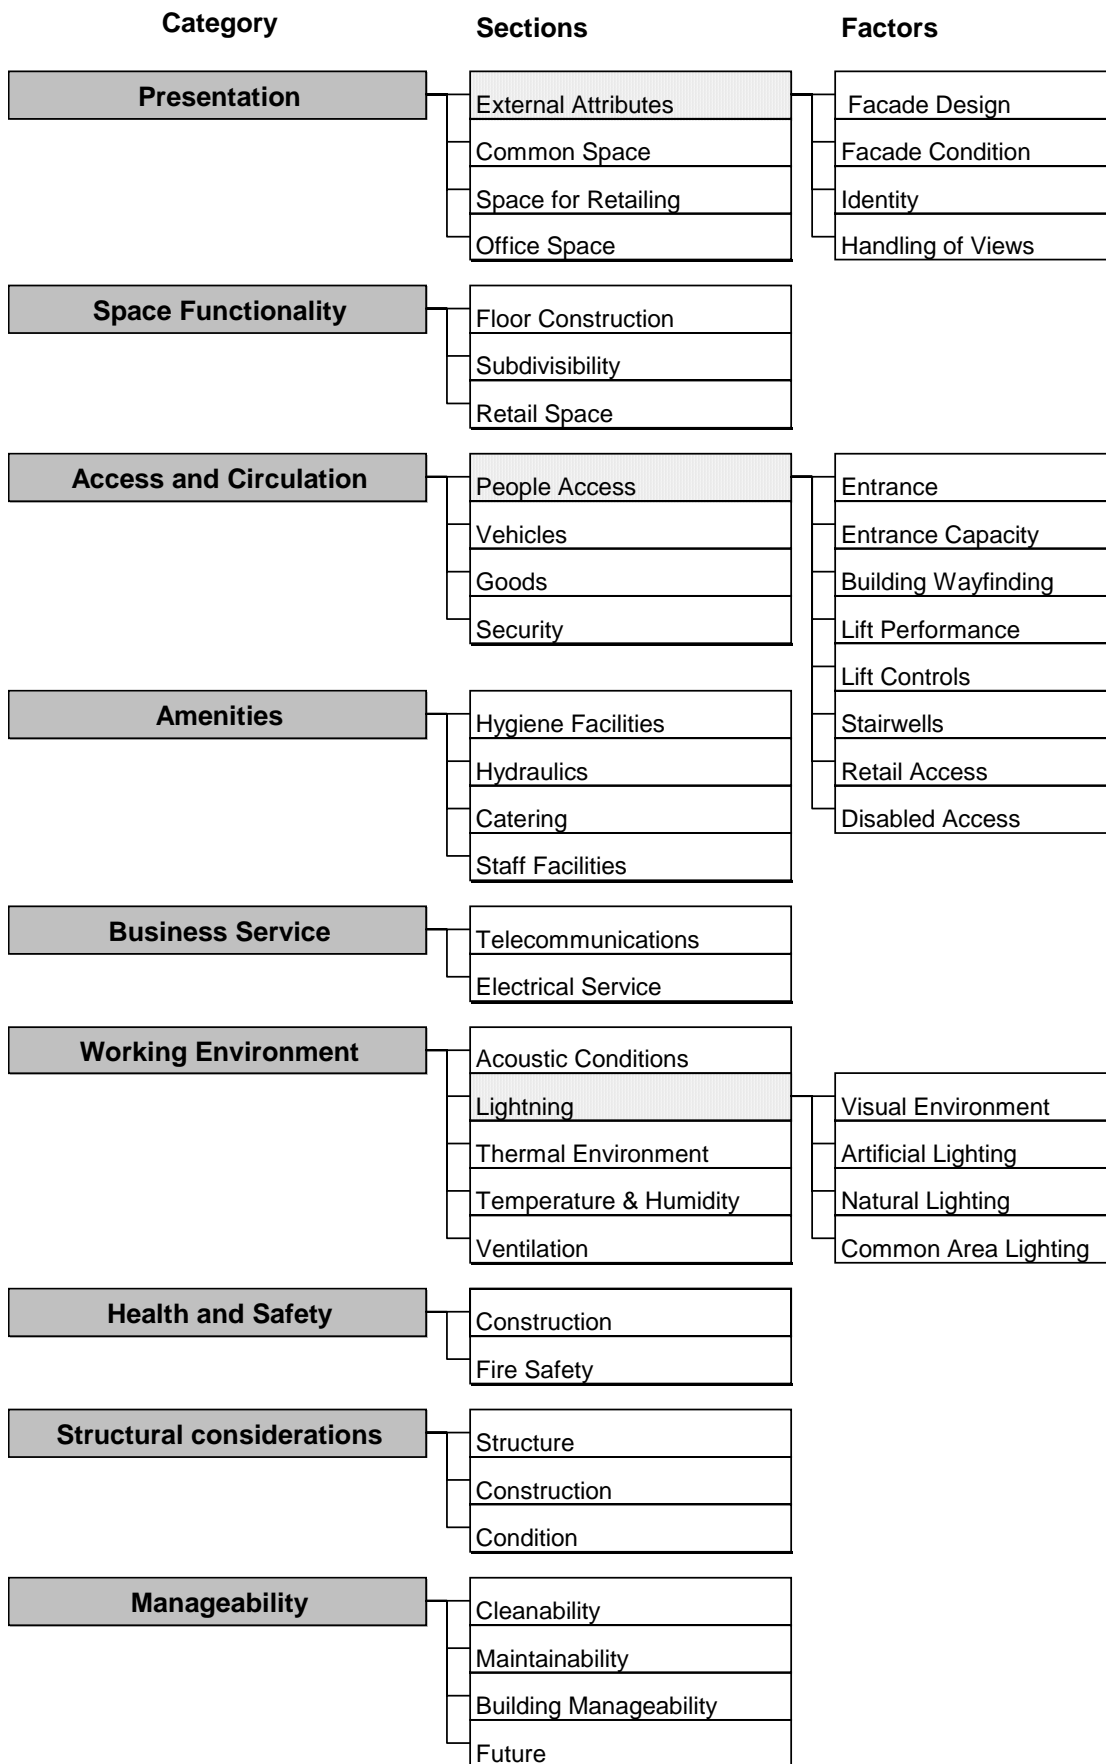 Category
Sections
Factors
Presentation
External Attributes
Common Space
Space for Retailing
Office Space
Facade Design
Facade Condition
Identity
Handling of Views
Space Functionality
Floor Construction
Subdivisibility
Retail Space
Access and Circulation
People Access
Vehicles
Goods
Security
Entrance
Entrance Capacity
Building Wayfinding
Lift Performance
Lift Controls
Stairwells
Retail Access
Disabled Access
Amenities
Hygiene Facilities
Hydraulics
Catering
Staff Facilities
Business Service
Telecommunications
Electrical Service
Working Environment
Acoustic Conditions
Lightning
Thermal Environment
Temperature & Humidity
Ventilation
Visual Environment
Artificial Lighting
Natural Lighting
Common Area Lighting
Health and Safety
Construction
Fire Safety
Structural considerations
Structure
Construction
Condition
Manageability
Cleanability
Maintainability
Building Manageability
Future